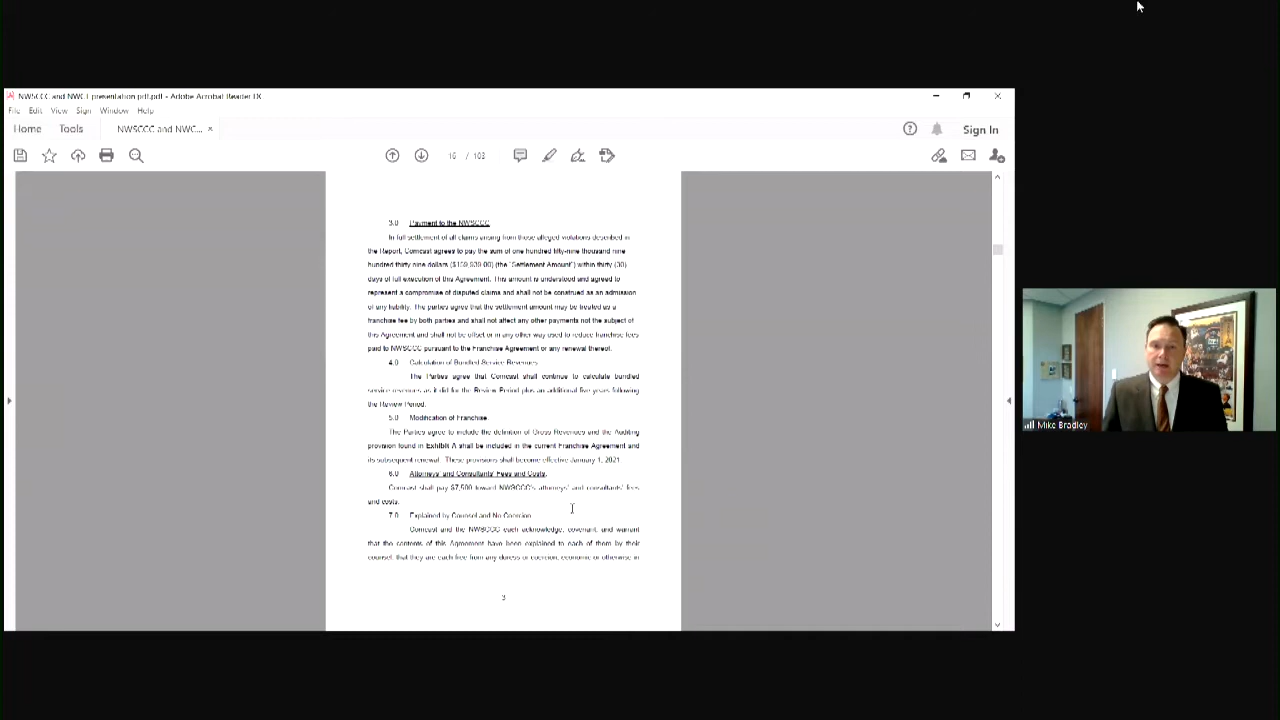 NWSCCC and NWCT presentation pdf.pdf - Adobe Acrobat Reader DC
File Edit View Sign Window Help
Home Tools NWSCCC and NWC... × Sign In
16 / 102
3.0 Payment to the NWSCCC
In full settlement of all claims arising from those alleged violations described in
the Report, Comcast agrees to pay the sum of one hundred fifty-nine thousand nine
hundred thirty nine dollars ($159,939.00) (the "Settlement Amount") within thirty (30)
days of full execution of this Agreement. This amount is understood and agreed to
represent a compromise of disputed claims and shall not be construed as an admission
of any liability. The parties agree that the settlement amount may be treated as a
franchise fee by both parties and shall not affect any other payments not the subject of
this Agreement and shall not be offset or in any other way used to reduce franchise fees
paid to NWSCCC pursuant to the Franchise Agreement or any renewal thereof.
4.0 Calculation of Bundled Service Revenues
The Parties agree that Comcast shall continue to calculate bundled
service revenues as it did for the Review Period plus an additional five years following
the Review Period.
5.0 Modification of Franchise.
The Parties agree to include the definition of Gross Revenues and the Auditing
provision found in Exhibit A shall be included in the current Franchise Agreement and
its subsequent renewal. These provisions shall become effective January 1, 2021.
6.0 Attorneys' and Consultants' Fees and Costs.
Comcast shall pay $7,500 toward NWSCCC's attorneys' and consultants' fees
and costs.
7.0 Explained by Counsel and No Coercion
Comcast and the NWSCCC each acknowledge, covenant, and warrant
that the contents of this Agreement have been explained to each of them by their
counsel, that they are each free from any duress or coercion, economic or otherwise in
3
Mike Bradley